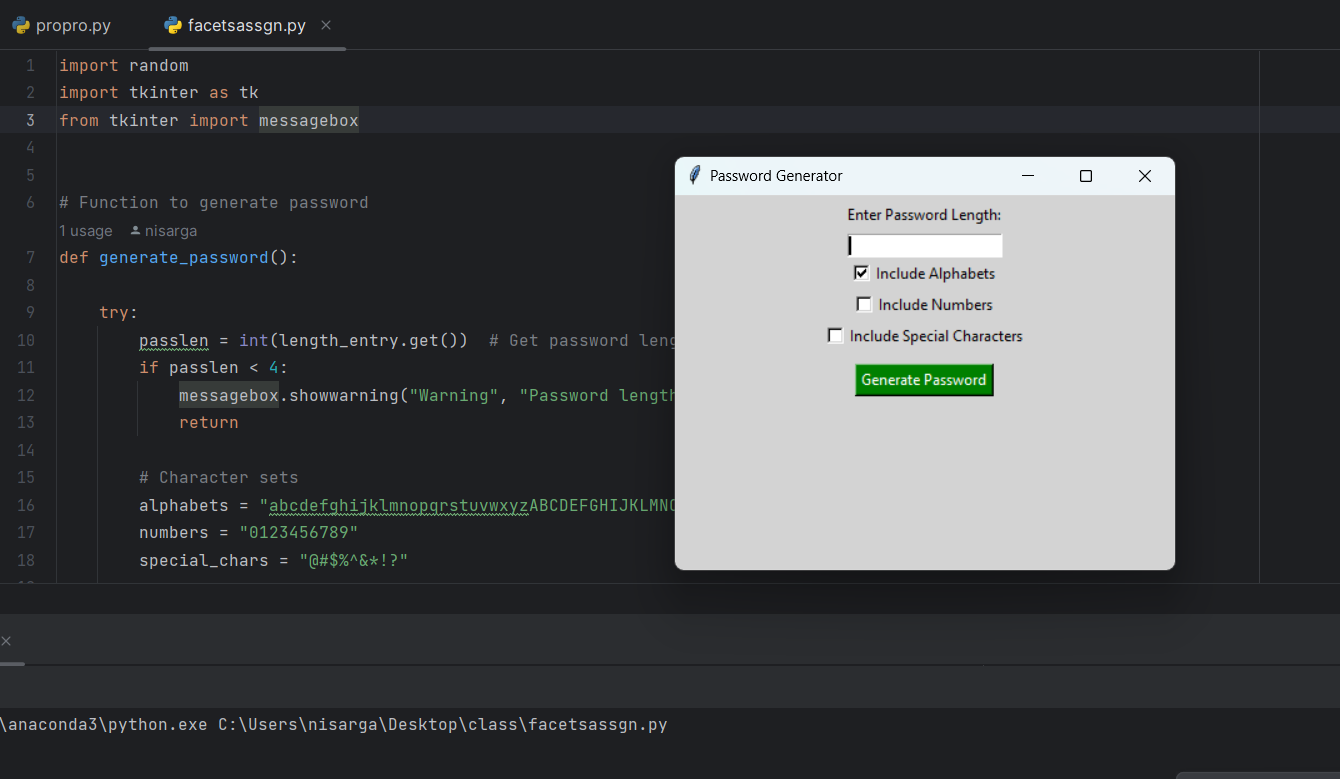 propro.py
facetsassgn.py
1 import random
2 import tkinter as tk
3 from tkinter import messagebox
4
5
6 # Function to generate password
1 usage nisarga
7 def generate_password():
8
9 try:
10 passlen = int(length_entry.get()) # Get password leng
11 if passlen < 4:
12 messagebox.showwarning("Warning", "Password length
13 return
14
15 # Character sets
16 alphabets = "abcdefghijklmnopqrstuvwxyzABCDEFGHIJKLMNO
17 numbers = "0123456789"
18 special_chars = "@#$%^&*!?"
Password Generator
Enter Password Length:
Include Alphabets
Include Numbers
Include Special Characters
Generate Password
\anaconda3\python.exe C:\Users\nisarga\Desktop\class\facetsassgn.py